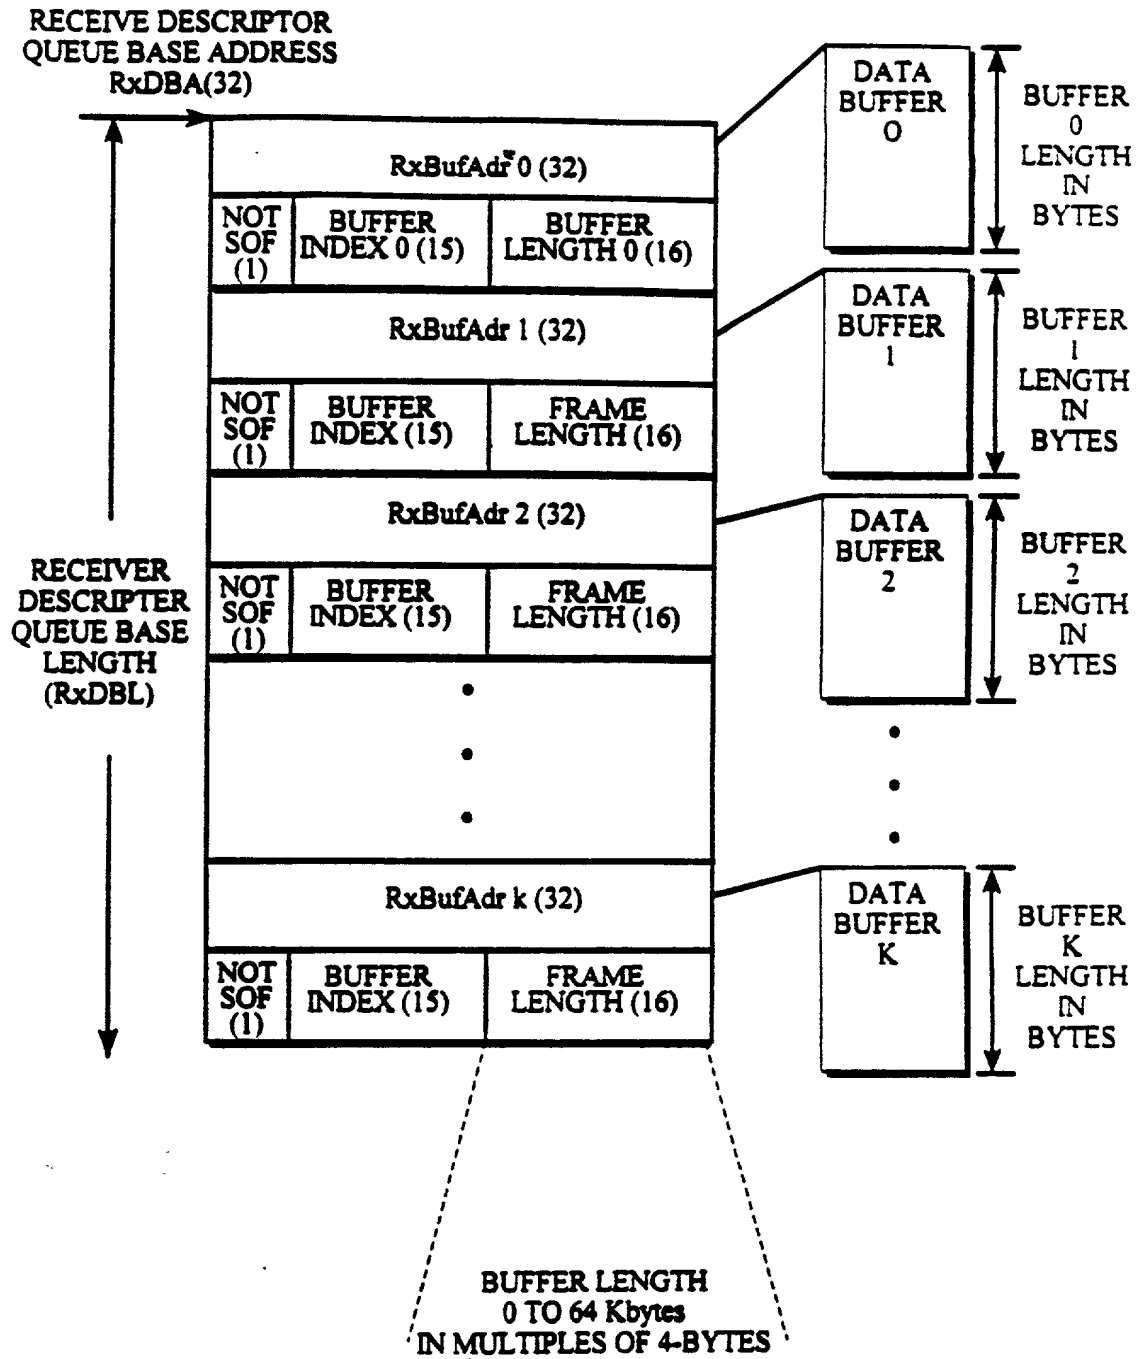 RECEIVE DESCRIPTOR
QUEUE BASE ADDRESS
RxDBA(32)
RxBufAdr 0 (32)
NOT
SOF
(1)
BUFFER
INDEX 0 (15)
BUFFER
LENGTH 0 (16)
RxBufAdr 1 (32)
NOT
SOF
(1)
BUFFER
INDEX (15)
FRAME
LENGTH (16)
RxBufAdr 2 (32)
NOT
SOF
(1)
BUFFER
INDEX (15)
FRAME
LENGTH (16)
RxBufAdr k (32)
NOT
SOF
(1)
BUFFER
INDEX (15)
FRAME
LENGTH (16)
RECEIVER
DESCRIPTER
QUEUE BASE
LENGTH
(RxDBL)
DATA
BUFFER
0
BUFFER
0
LENGTH
IN
BYTES
DATA
BUFFER
1
BUFFER
1
LENGTH
IN
BYTES
DATA
BUFFER
2
BUFFER
2
LENGTH
IN
BYTES
DATA
BUFFER
K
BUFFER
K
LENGTH
IN
BYTES
BUFFER LENGTH
0 TO 64 Kbytes
IN MULTIPLES OF 4-BYTES